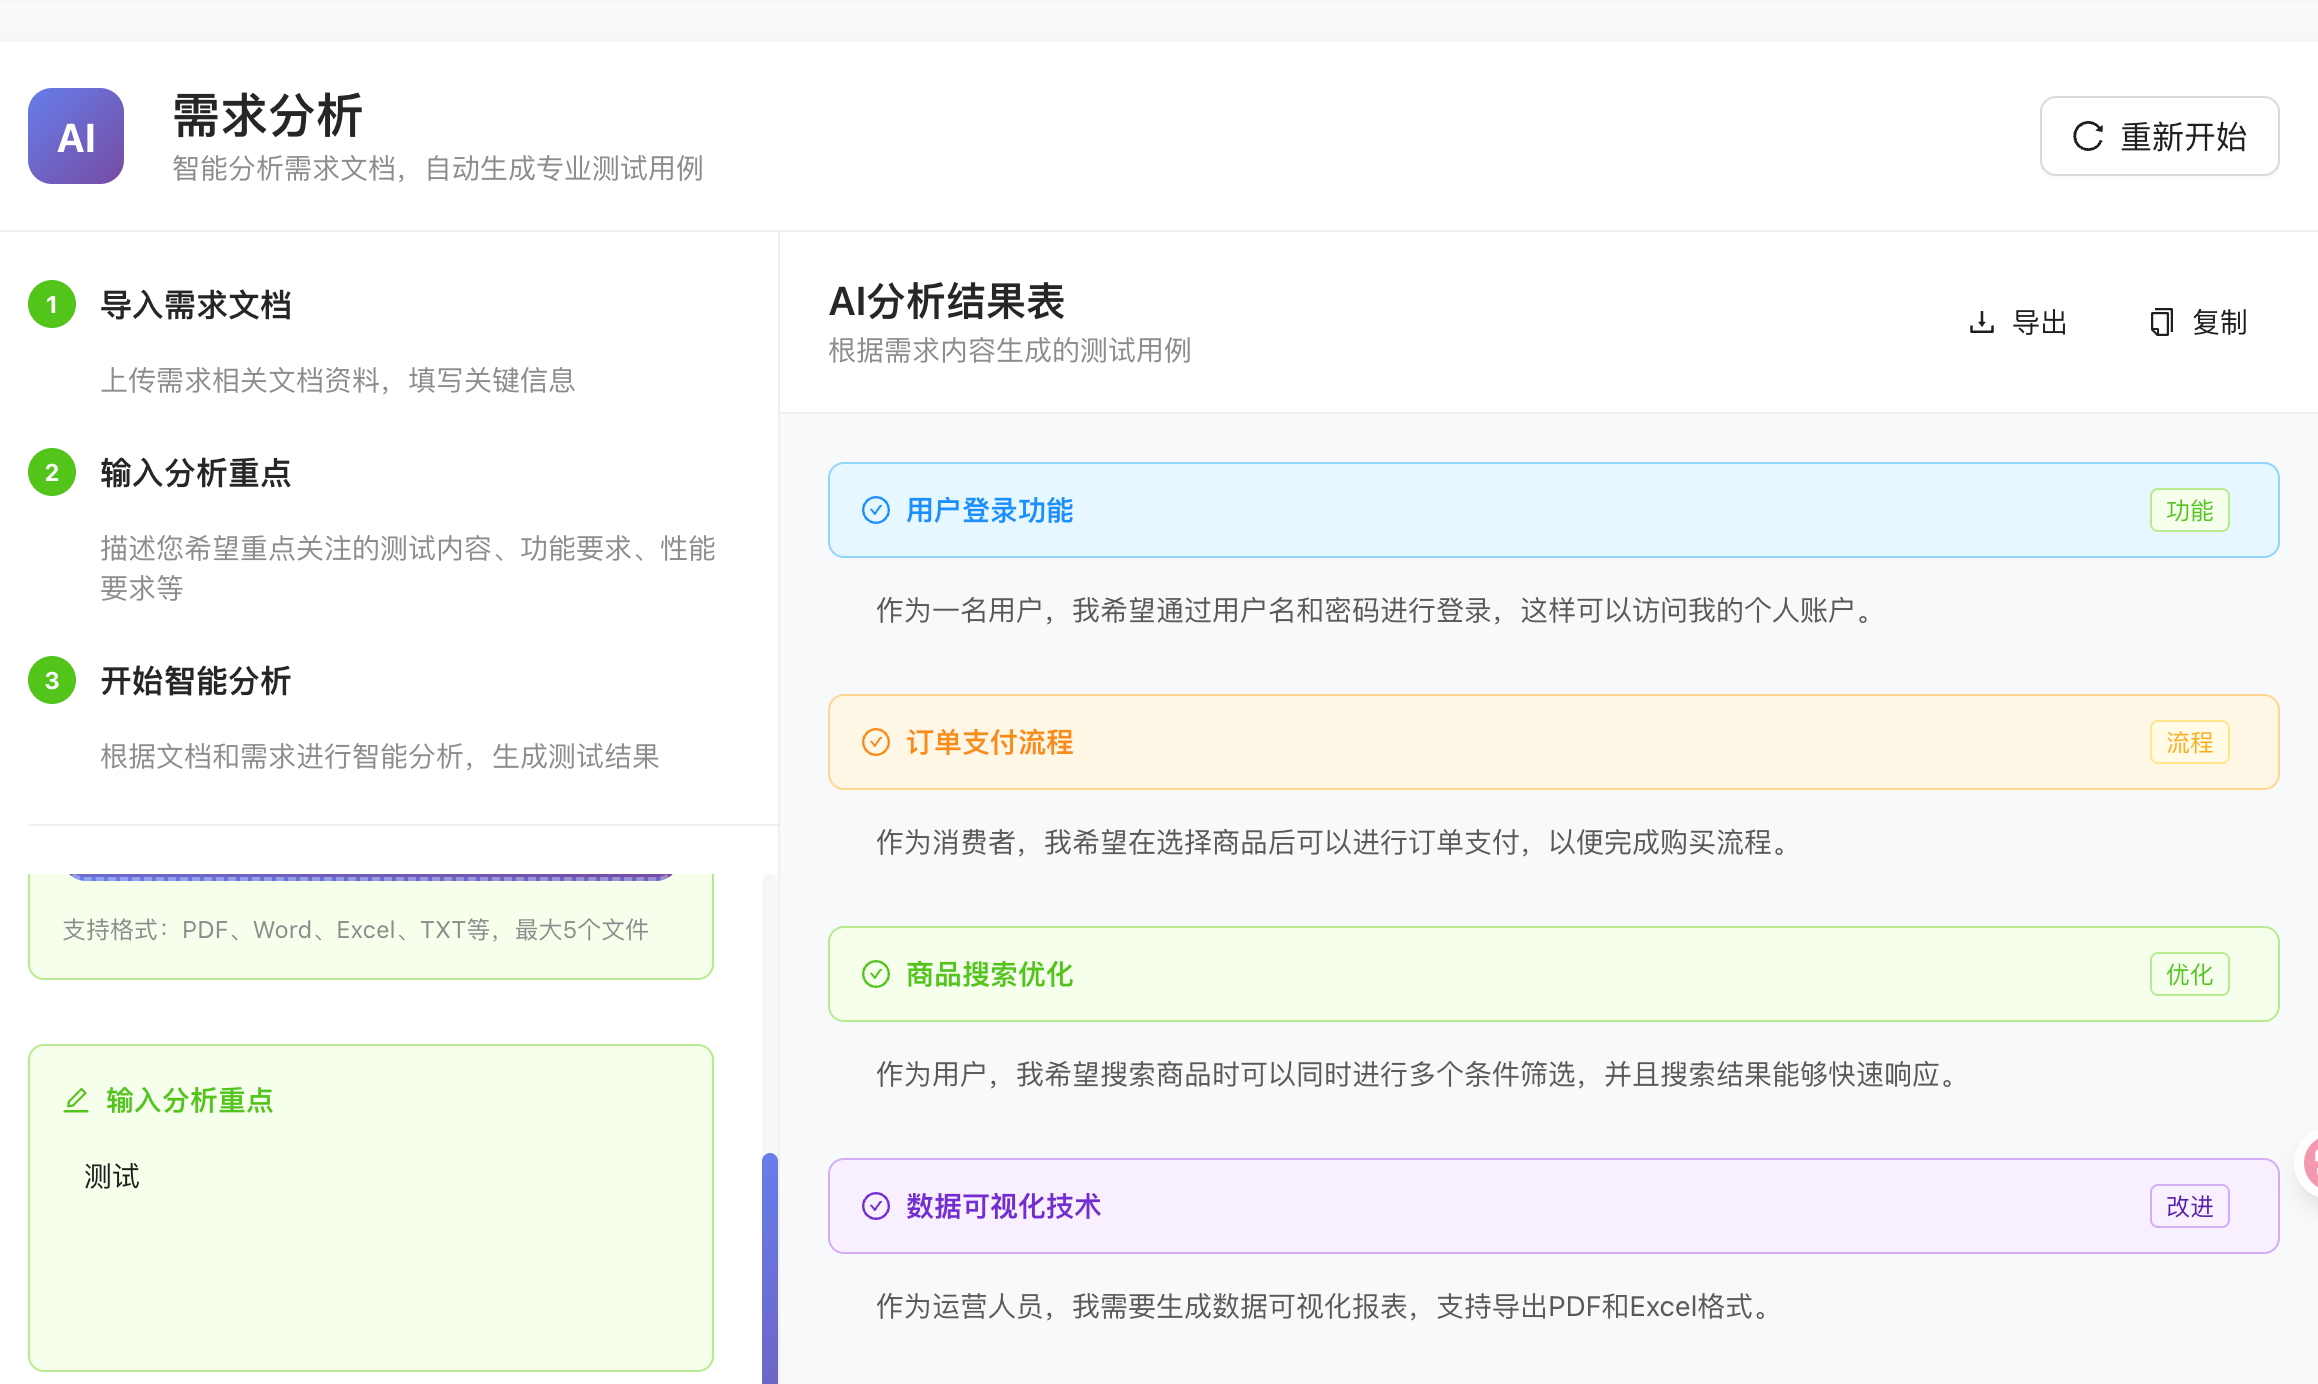 AI
需求分析
智能分析需求文档，自动生成专业测试用例
重新开始
1
导入需求文档
上传需求相关文档资料，填写关键信息
2
输入分析重点
描述您希望重点关注的测试内容、功能要求、性能
要求等
3
开始智能分析
根据文档和需求进行智能分析，生成测试结果
支持格式：PDF、Word、Excel、TXT等，最大5个文件
输入分析重点
测试
AI分析结果表
根据需求内容生成的测试用例
导出
复制
用户登录功能
功能
作为一名用户，我希望通过用户名和密码进行登录，这样可以访问我的个人账户。
订单支付流程
流程
作为消费者，我希望在选择商品后可以进行订单支付，以便完成购买流程。
商品搜索优化
优化
作为用户，我希望搜索商品时可以同时进行多个条件筛选，并且搜索结果能够快速响应。
数据可视化技术
改进
作为运营人员，我需要生成数据可视化报表，支持导出PDF和Excel格式。